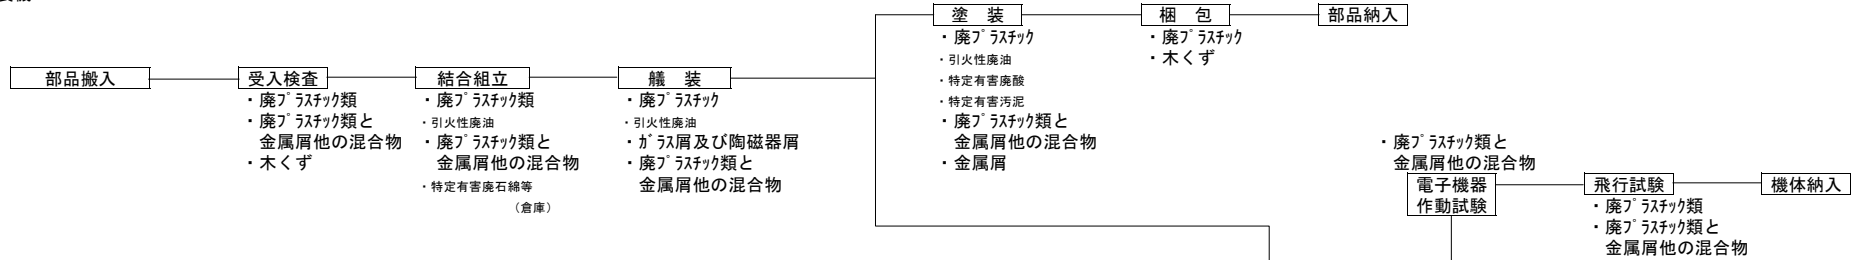 塗　装
梱　包
部品納入
・廃ﾌﾟﾗｽﾁｯｸ
・引火性廃油
・特定有害廃酸
・特定有害汚泥
・廃ﾌﾟﾗｽﾁｯｸ類と
金属屑他の混合物
・金属屑
・廃ﾌﾟﾗｽﾁｯｸ
・木くず
部品搬入
受入検査
結合組立
艤　装
・廃ﾌﾟﾗｽﾁｯｸ類
・廃ﾌﾟﾗｽﾁｯｸ類と
金属屑他の混合物
・木くず
・廃ﾌﾟﾗｽﾁｯｸ類
・引火性廃油
・廃ﾌﾟﾗｽﾁｯｸ類と
金属屑他の混合物
・特定有害廃石綿等
（倉庫）
・廃ﾌﾟﾗｽﾁｯｸ
・引火性廃油
・ｶﾞﾗｽ屑及び陶磁器屑
・廃ﾌﾟﾗｽﾁｯｸ類と
金属屑他の混合物
・廃ﾌﾟﾗｽﾁｯｸ類と
金属屑他の混合物
電子機器
作動試験
飛行試験
機体納入
・廃ﾌﾟﾗｽﾁｯｸ類
・廃ﾌﾟﾗｽﾁｯｸ類と
金属屑他の混合物